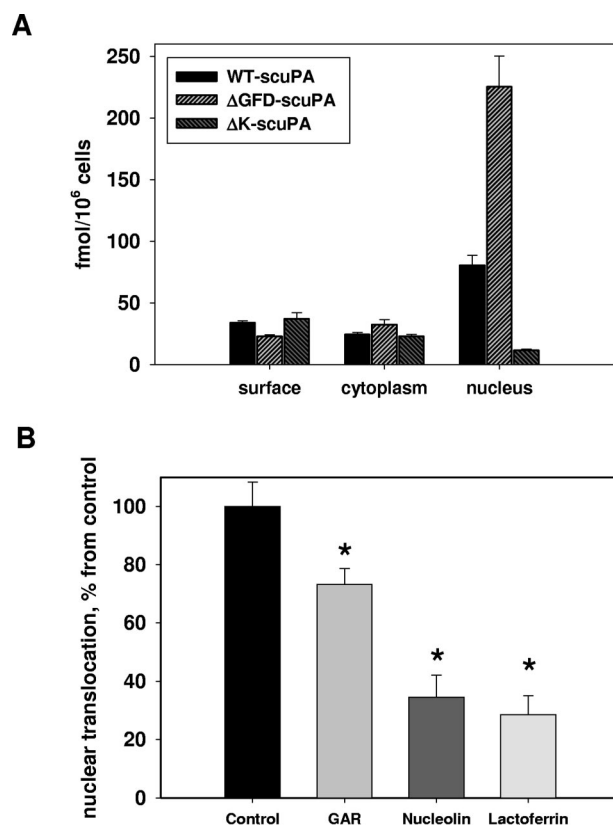 A
250
200
150
100
50
0
fmol/10⁶ cells
WT-scuPA
ΔGFD-scuPA
ΔK-scuPA
surface cytoplasm nucleus
B
nuclear translocation, % from control
100
80
60
40
20
0
*
*
*
Control GAR Nucleolin Lactoferrin